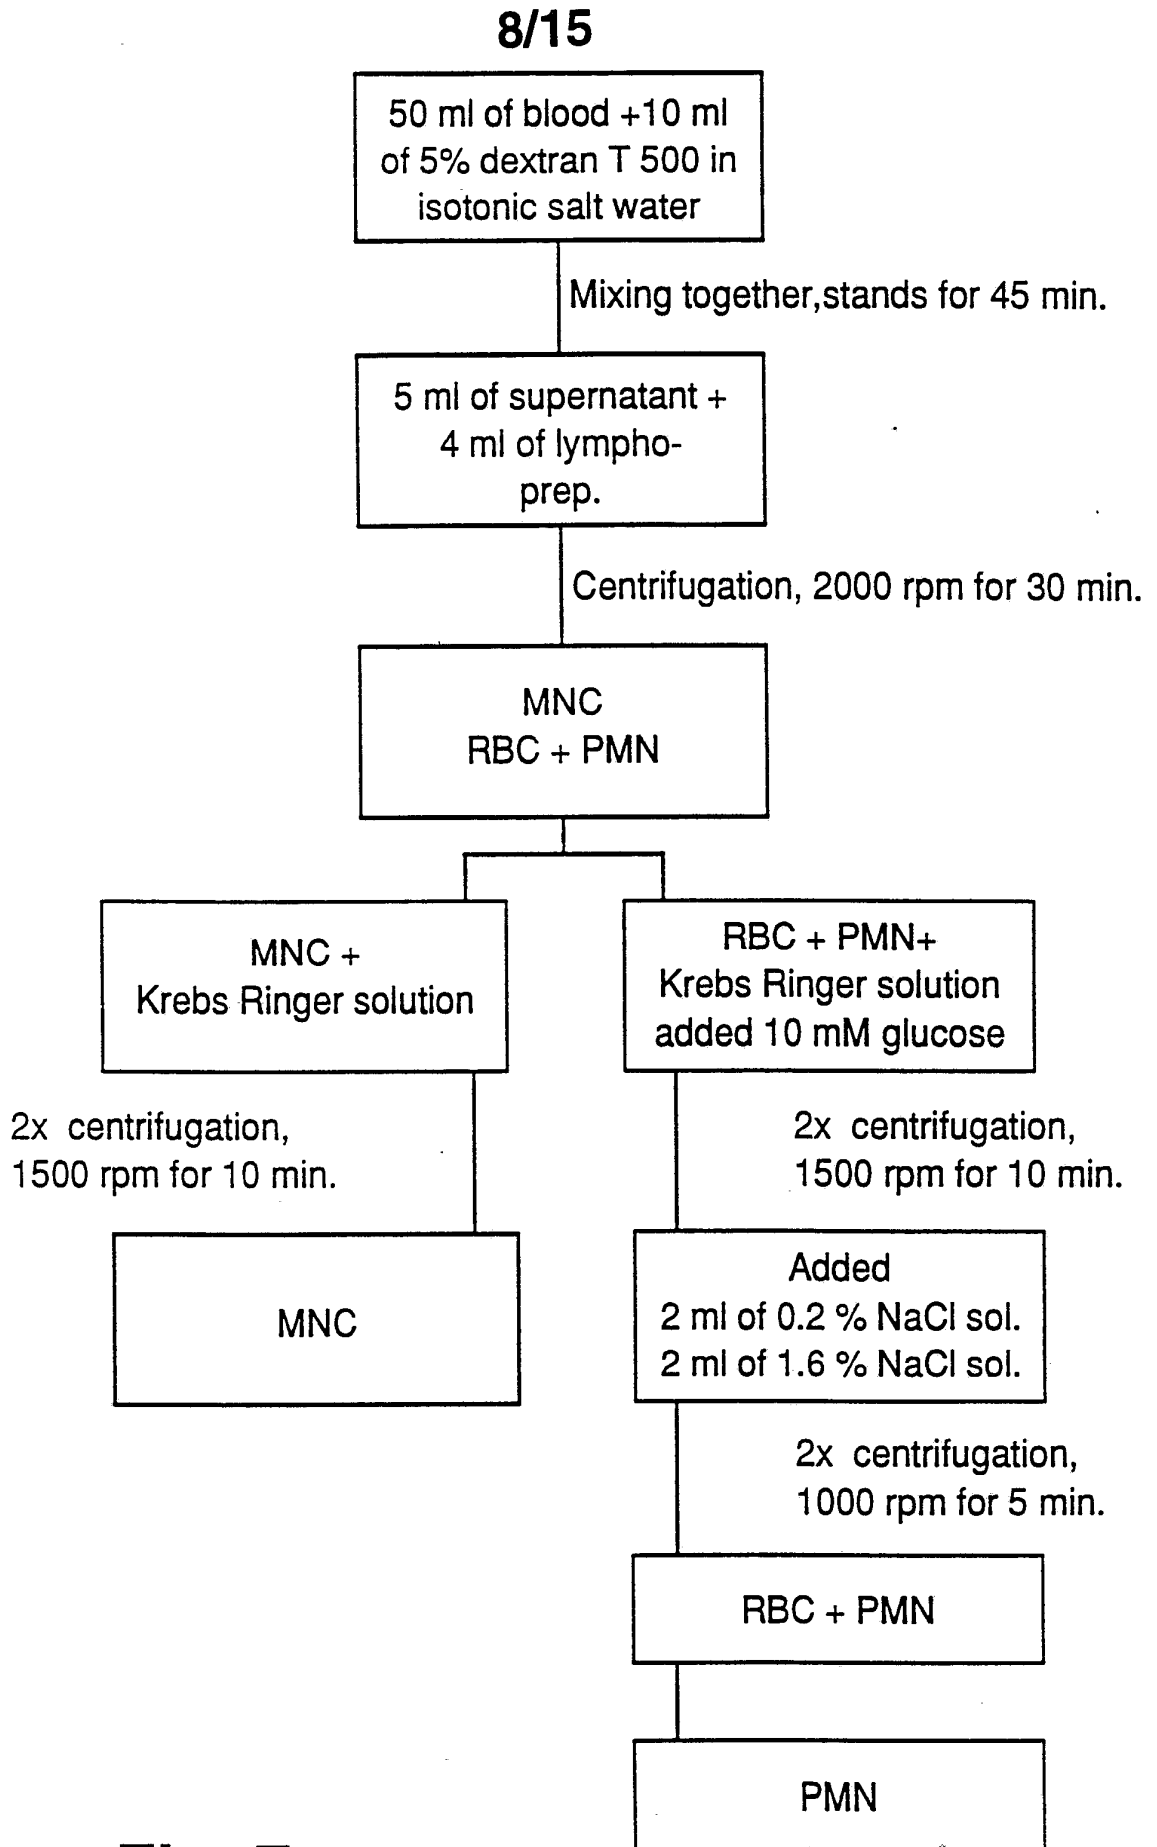 8/15
50 ml of blood +10 ml
of 5% dextran T 500 in
isotonic salt water
Mixing together,stands for 45 min.
5 ml of supernatant +
4 ml of lympho-
prep.
Centrifugation, 2000 rpm for 30 min.
MNC
RBC + PMN
MNC +
Krebs Ringer solution
RBC + PMN+
Krebs Ringer solution
added 10 mM glucose
2x centrifugation,
1500 rpm for 10 min.
2x centrifugation,
1500 rpm for 10 min.
MNC
Added
2 ml of 0.2 % NaCl sol.
2 ml of 1.6 % NaCl sol.
2x centrifugation,
1000 rpm for 5 min.
RBC + PMN
PMN